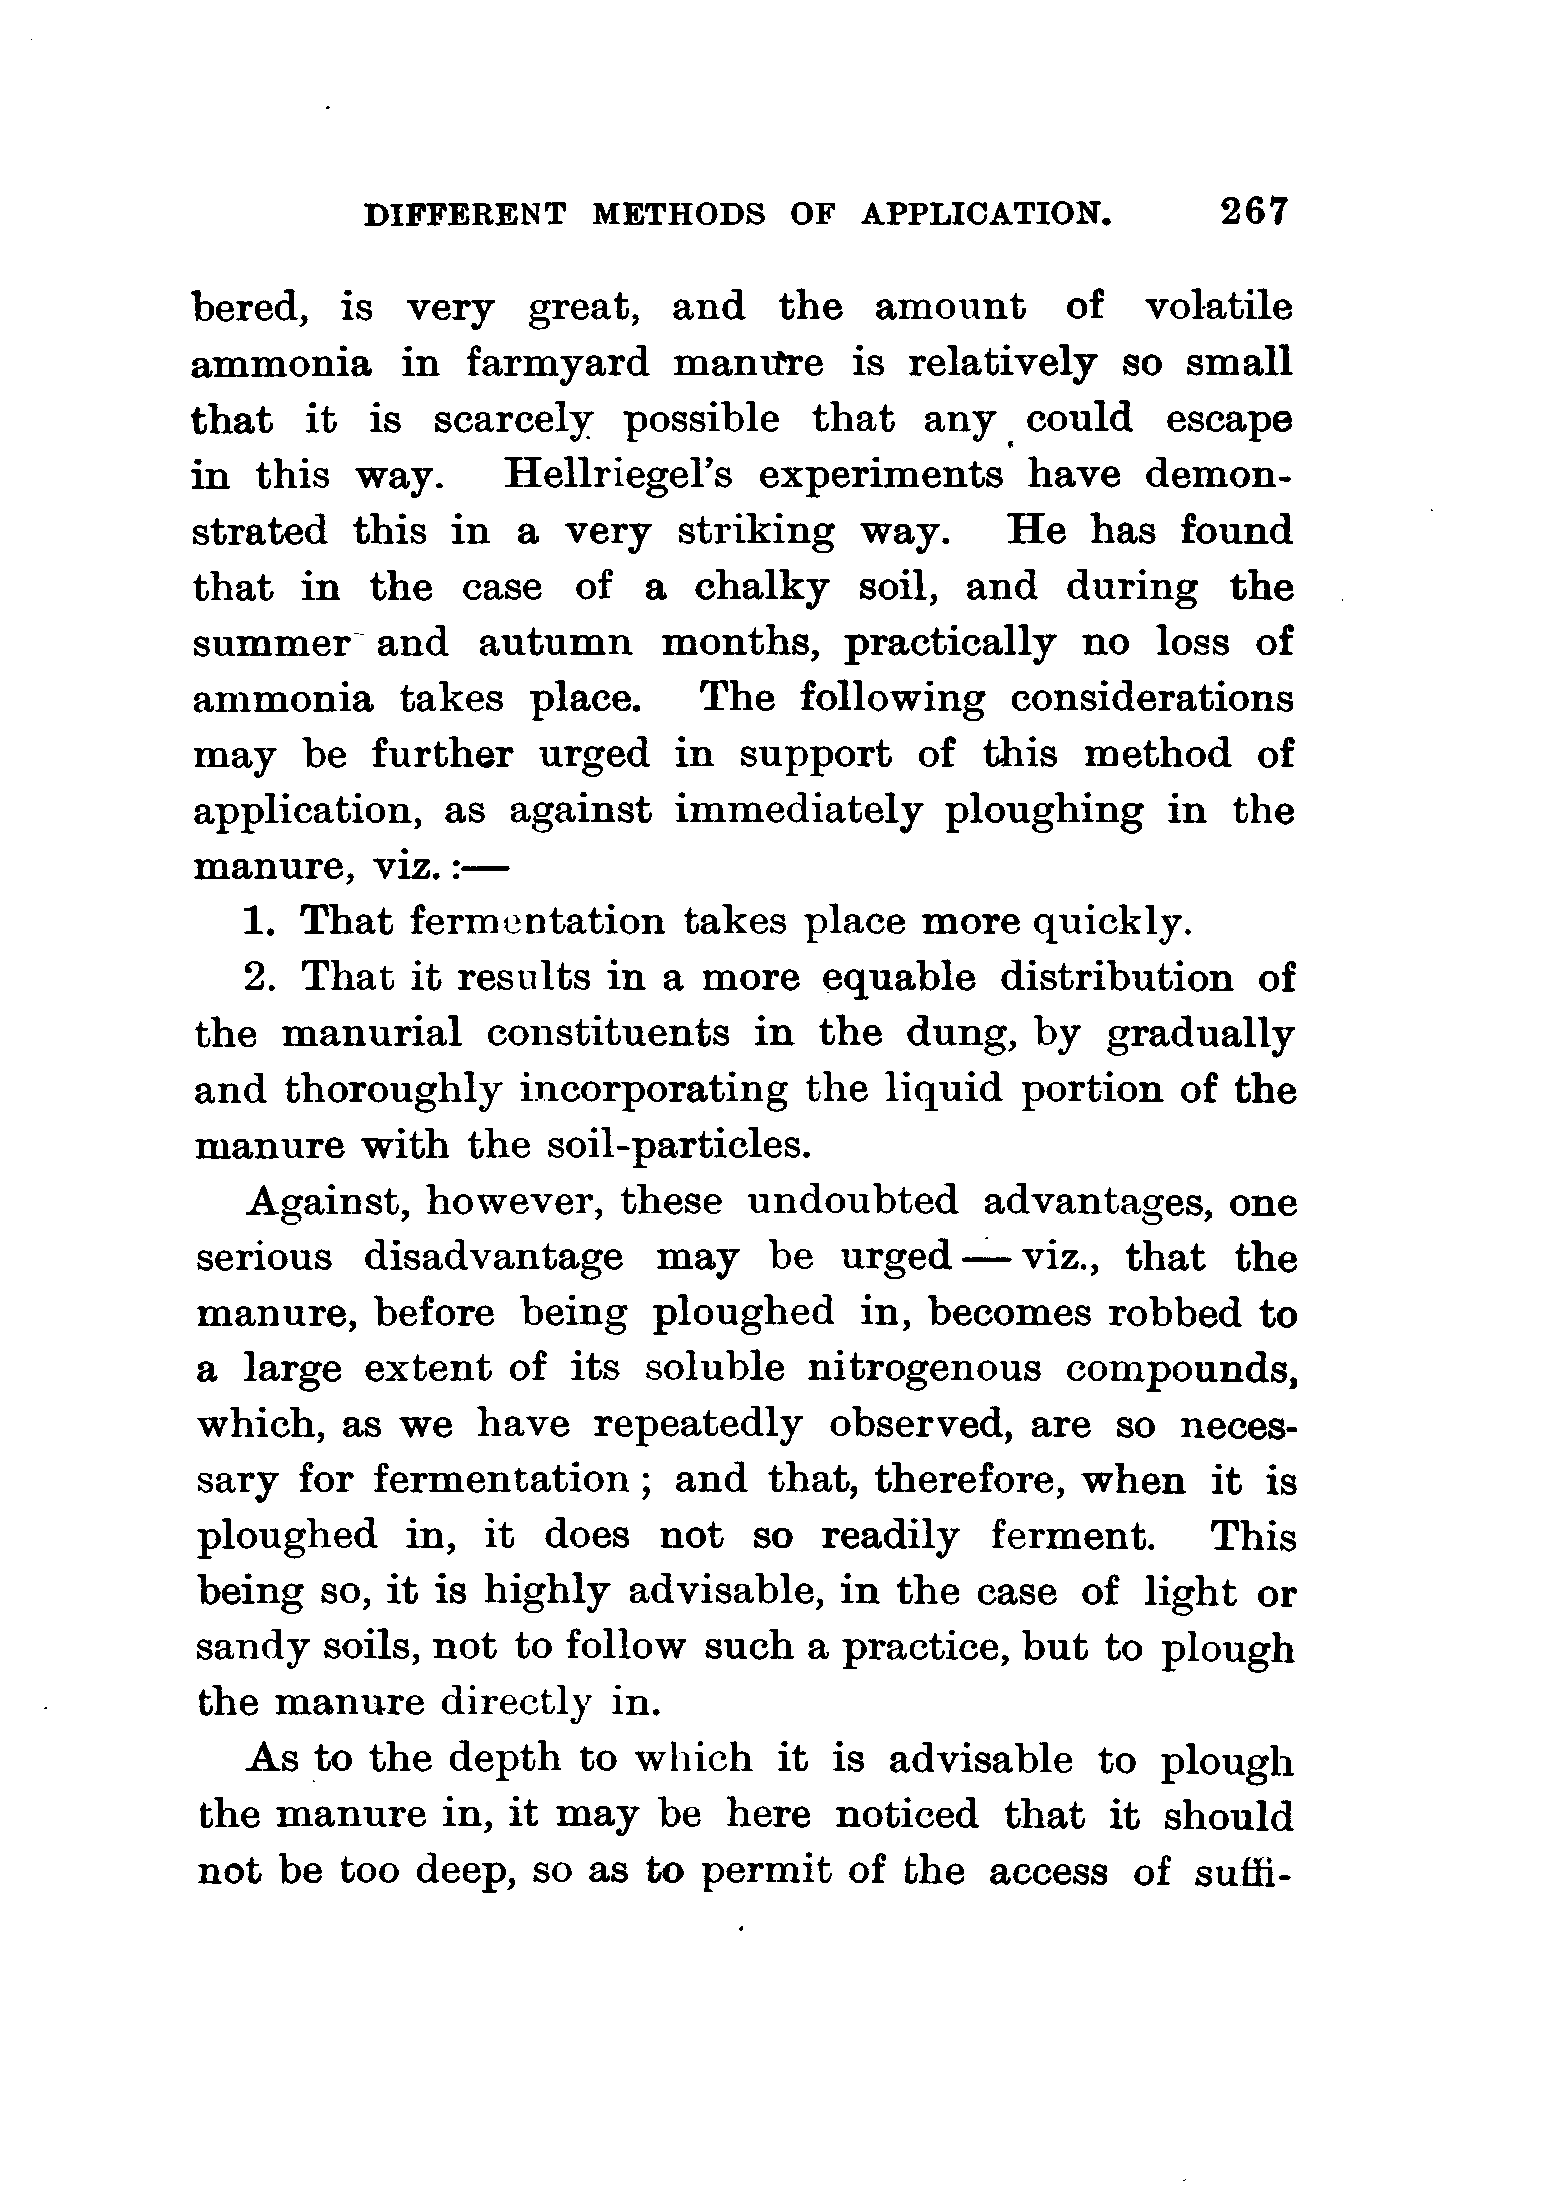 DIFFERENT METHODS OF APPLICATION. 267
bered, is very great, and the amount of volatile
ammonia in farmyard manure is relatively so small
that it is scarcely possible that any could escape
in this way. Hellriegel's experiments have demon-
strated this in a very striking way. He has found
that in the case of a chalky soil, and during the
summer and autumn months, practically no loss of
ammonia takes place. The following considerations
may be further urged in support of this method of
application, as against immediately ploughing in the
manure, viz. :—
1. That fermentation takes place more quickly.
2. That it results in a more equable distribution of
the manurial constituents in the dung, by gradually
and thoroughly incorporating the liquid portion of the
manure with the soil-particles.
Against, however, these undoubted advantages, one
serious disadvantage may be urged — viz., that the
manure, before being ploughed in, becomes robbed to
a large extent of its soluble nitrogenous compounds,
which, as we have repeatedly observed, are so neces-
sary for fermentation ; and that, therefore, when it is
ploughed in, it does not so readily ferment. This
being so, it is highly advisable, in the case of light or
sandy soils, not to follow such a practice, but to plough
the manure directly in.
As to the depth to which it is advisable to plough
the manure in, it may be here noticed that it should
not be too deep, so as to permit of the access of suffi-